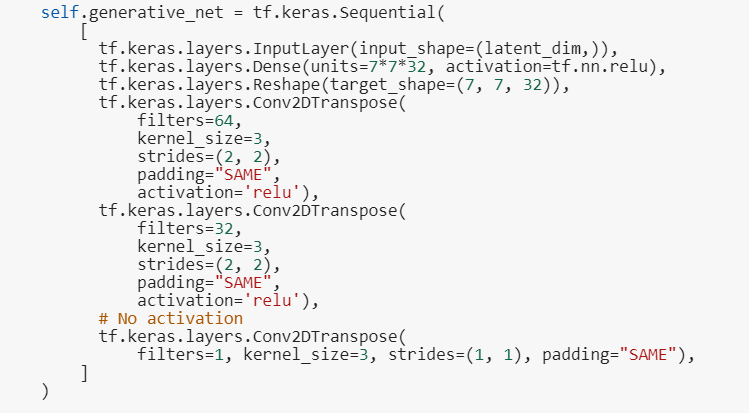 self.generative_net = tf.keras.Sequential(
    [
      tf.keras.layers.InputLayer(input_shape=(latent_dim,)),
      tf.keras.layers.Dense(units=7*7*32, activation=tf.nn.relu),
      tf.keras.layers.Reshape(target_shape=(7, 7, 32)),
      tf.keras.layers.Conv2DTranspose(
          filters=64,
          kernel_size=3,
          strides=(2, 2),
          padding="SAME",
          activation='relu'),
      tf.keras.layers.Conv2DTranspose(
          filters=32,
          kernel_size=3,
          strides=(2, 2),
          padding="SAME",
          activation='relu'),
      # No activation
      tf.keras.layers.Conv2DTranspose(
          filters=1, kernel_size=3, strides=(1, 1), padding="SAME"),
    ]
)